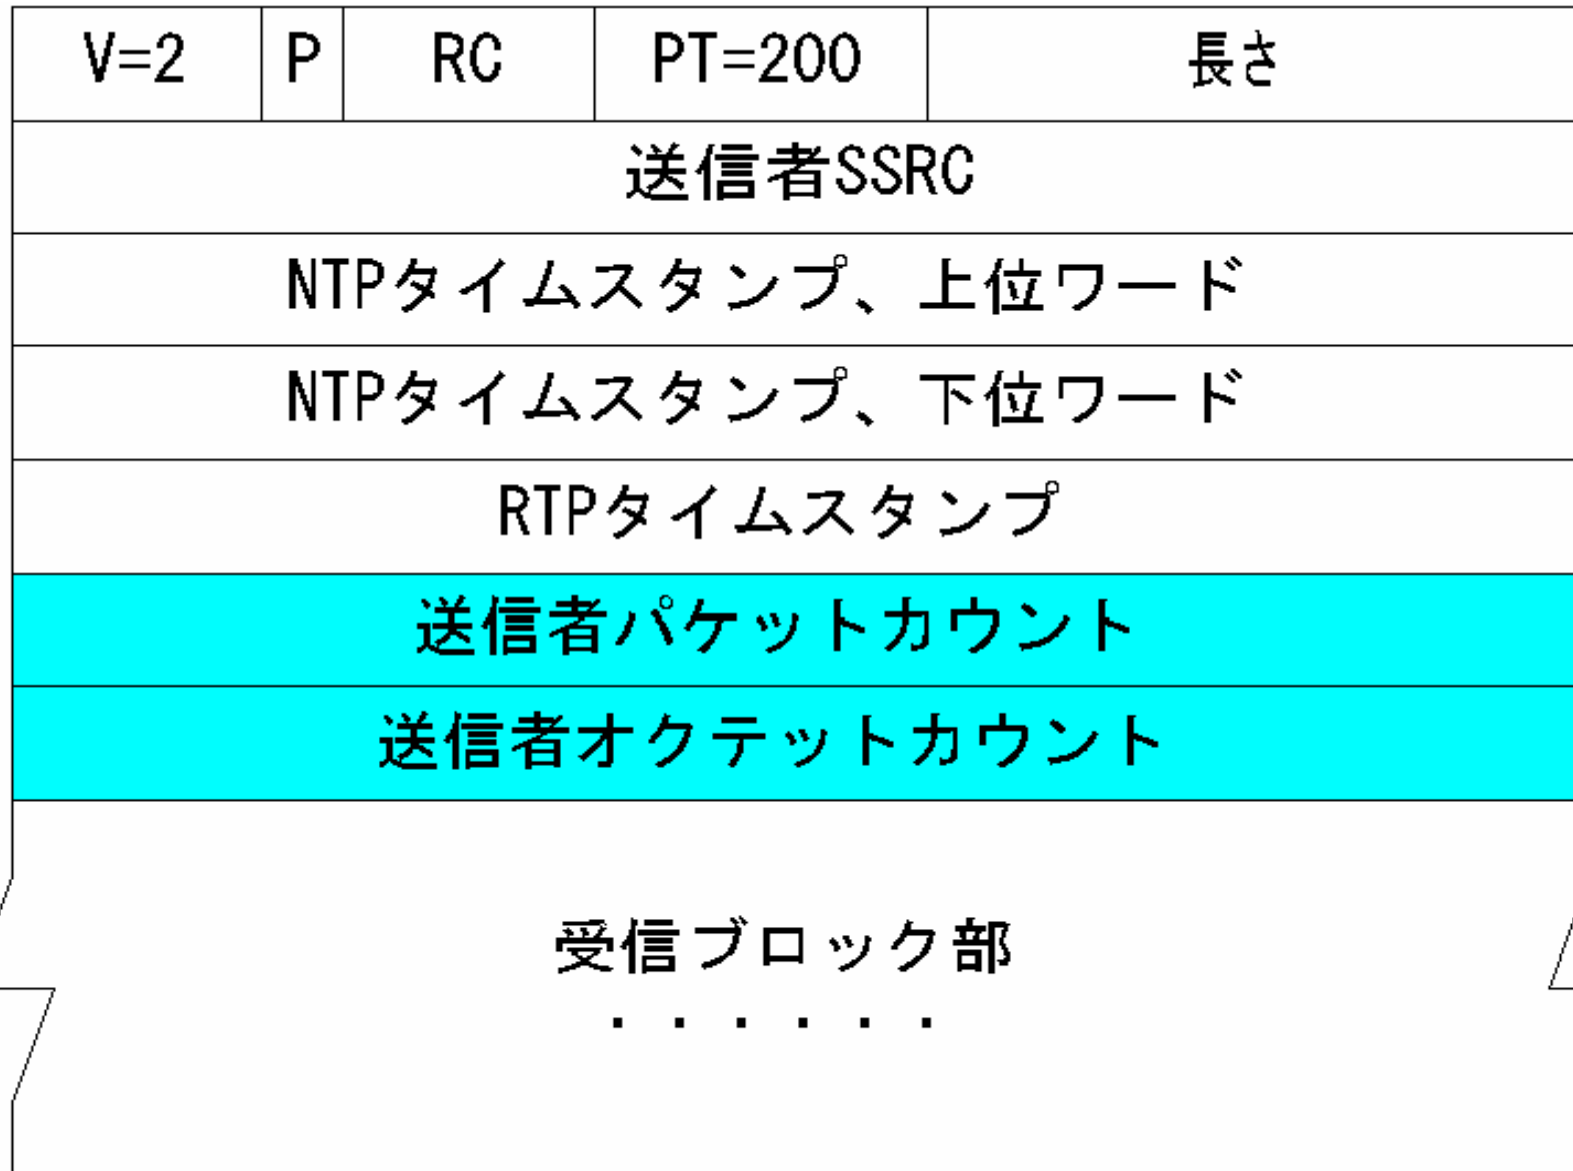 V=2 P RC PT=200 長さ
送信者SSRC
NTPタイムスタンプ、上位ワード
NTPタイムスタンプ、下位ワード
RTPタイムスタンプ
送信者パケットカウント
送信者オクテットカウント
受信ブロック部
・・・・・・